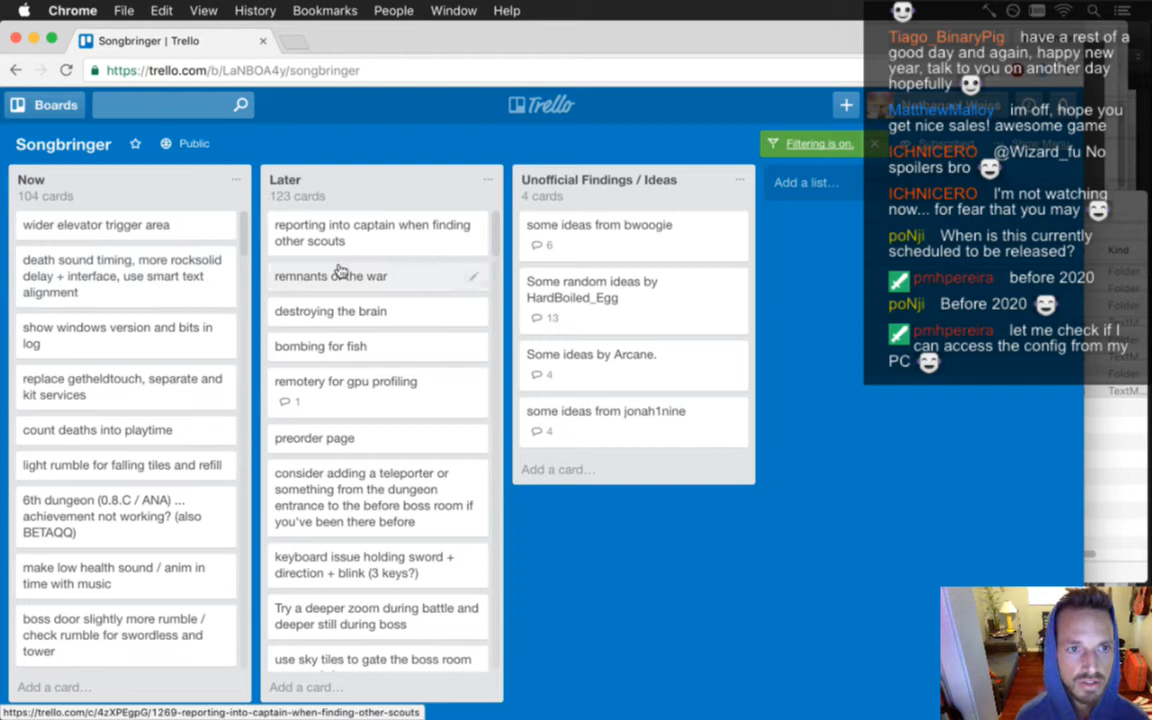 Chrome File Edit View History Bookmarks People Window Help
Songbringer | Trello
https://trello.com/b/LaNBOA4y/songbringer
Boards
Trello
Songbringer
Public
Filtering is on.
Now
104 cards
wider elevator trigger area
death sound timing, more rocksolid
delay + interface, use smart text
alignment
show windows version and bits in
log
replace getheldtouch, separate and
kit services
count deaths into playtime
light rumble for falling tiles and refill
6th dungeon (0.8.C / ANA) ...
achievement not working? (also
BETAQQ)
make low health sound / anim in
time with music
boss door slightly more rumble /
check rumble for swordless and
tower
Add a card...
Later
123 cards
reporting into captain when finding
other scouts
remnants of the war
destroying the brain
bombing for fish
remotery for gpu profiling
1
preorder page
consider adding a teleporter or
something from the dungeon
entrance to the before boss room if
you've been there before
keyboard issue holding sword +
direction + blink (3 keys?)
Try a deeper zoom during battle and
deeper still during boss
use sky tiles to gate the boss room
Add a card...
Unofficial Findings / Ideas
4 cards
some ideas from bwoogie
6
Some random ideas by
HardBoiled_Egg
13
Some ideas by Arcane.
4
some ideas from jonah1nine
4
Add a card...
Add a list...
Tiago_BinaryPig have a rest of a
good day and again, happy new
year, talk to you on another day
hopefully
MatthewMalloy im off, hope you
get nice sales! awesome game
ICHNICERO @Wizard_fu No
spoilers bro
ICHNICERO I'm not watching
now... for fear that you may
poNji When is this currently
scheduled to be released?
pmhpereira before 2020
poNji Before 2020
pmhpereira let me check if I
can access the config from my
PC
Kind
Folder
Folder
Folder
TextM
Folder
Folder
Folder
TextM
https://trello.com/c/4zXPEgpG/1269-reporting-into-captain-when-finding-other-scouts